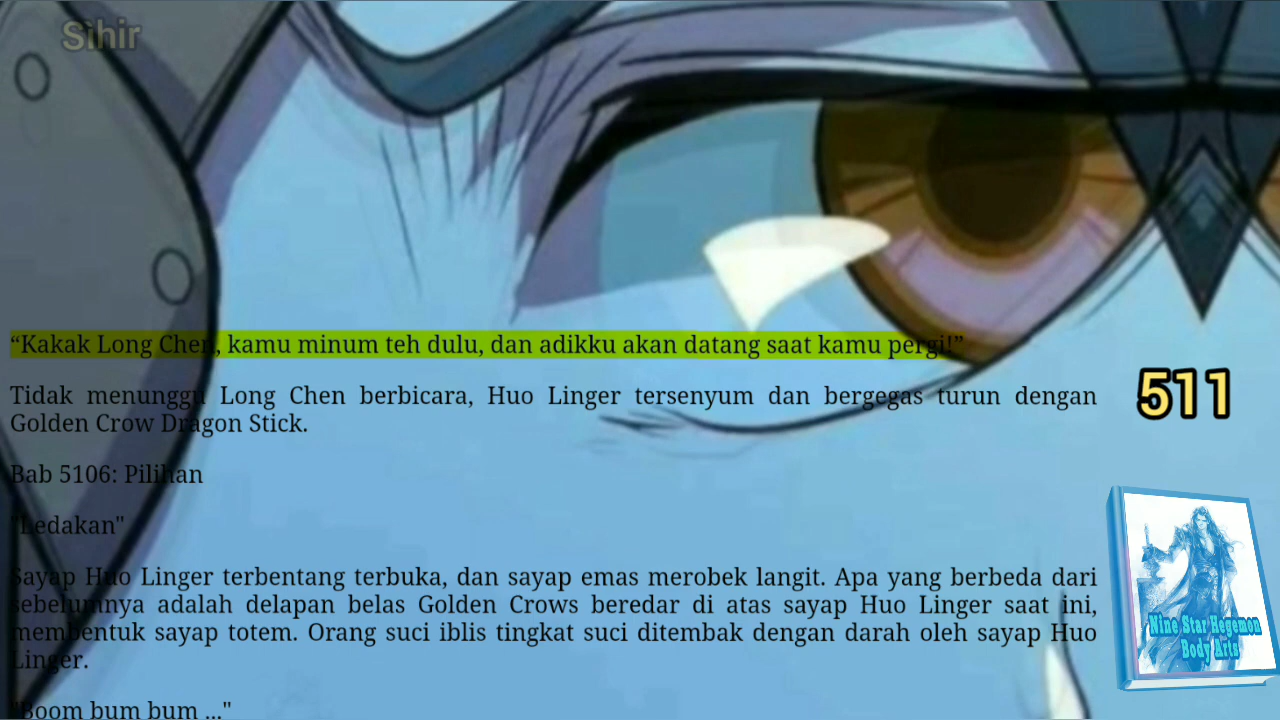 Sihir
“Kakak Long Chen, kamu minum teh dulu, dan adikku akan datang saat kamu pergi!”
Tidak menunggu Long Chen berbicara, Huo Linger tersenyum dan bergegas turun dengan
Golden Crow Dragon Stick.
511
Bab 5106: Pilihan
"Ledakan"
Sayap Huo Linger terbentang terbuka, dan sayap emas merobek langit. Apa yang berbeda dari
sebelumnya adalah delapan belas Golden Crows beredar di atas sayap Huo Linger saat ini,
membentuk sayap totem. Orang suci iblis tingkat suci ditembak dengan darah oleh sayap Huo
Linger.
"Boom bum bum ..."
Nine Star Hegemon
Body Arts